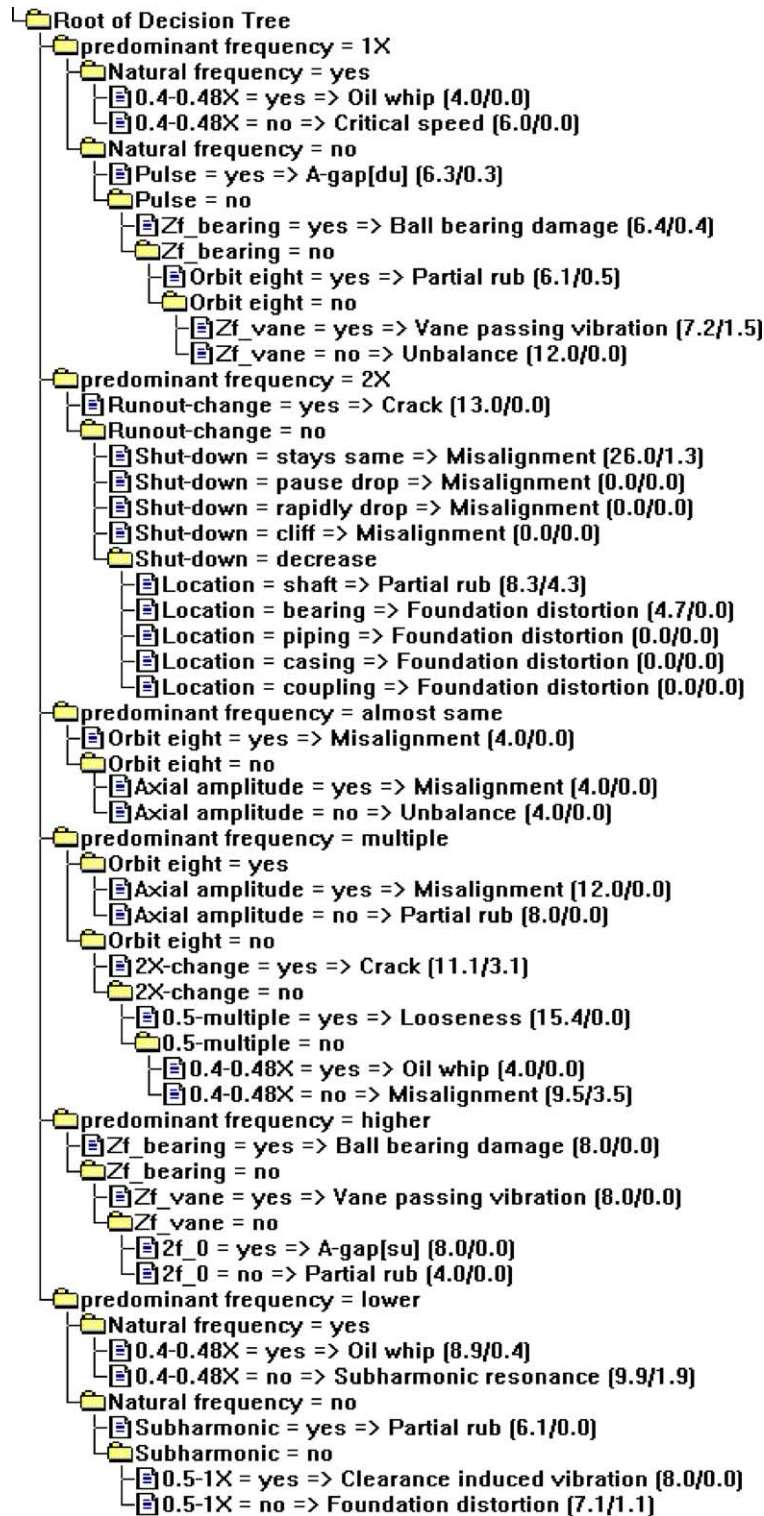 Root of Decision Tree
predominant frequency = 1X
Natural frequency = yes
0.4-0.48X = yes => Oil whip (4.0/0.0)
0.4-0.48X = no => Critical speed (6.0/0.0)
Natural frequency = no
Pulse = yes => A-gap[du] (6.3/0.3)
Pulse = no
Zf_bearing = yes => Ball bearing damage (6.4/0.4)
Zf_bearing = no
Orbit eight = yes => Partial rub (6.1/0.5)
Orbit eight = no
Zf_vane = yes => Vane passing vibration (7.2/1.5)
Zf_vane = no => Unbalance (12.0/0.0)
predominant frequency = 2X
Runout-change = yes => Crack (13.0/0.0)
Runout-change = no
Shut-down = stays same => Misalignment (26.0/1.3)
Shut-down = pause drop => Misalignment (0.0/0.0)
Shut-down = rapidly drop => Misalignment (0.0/0.0)
Shut-down = cliff => Misalignment (0.0/0.0)
Shut-down = decrease
Location = shaft => Partial rub (8.3/4.3)
Location = bearing => Foundation distortion (4.7/0.0)
Location = piping => Foundation distortion (0.0/0.0)
Location = casing => Foundation distortion (0.0/0.0)
Location = coupling => Foundation distortion (0.0/0.0)
predominant frequency = almost same
Orbit eight = yes => Misalignment (4.0/0.0)
Orbit eight = no
Axial amplitude = yes => Misalignment (4.0/0.0)
Axial amplitude = no => Unbalance (4.0/0.0)
predominant frequency = multiple
Orbit eight = yes
Axial amplitude = yes => Misalignment (12.0/0.0)
Axial amplitude = no => Partial rub (8.0/0.0)
Orbit eight = no
2X-change = yes => Crack (11.1/3.1)
2X-change = no
0.5-multiple = yes => Looseness (15.4/0.0)
0.5-multiple = no
0.4-0.48X = yes => Oil whip (4.0/0.0)
0.4-0.48X = no => Misalignment (9.5/3.5)
predominant frequency = higher
Zf_bearing = yes => Ball bearing damage (8.0/0.0)
Zf_bearing = no
Zf_vane = yes => Vane passing vibration (8.0/0.0)
Zf_vane = no
2f_0 = yes => A-gap[su] (8.0/0.0)
2f_0 = no => Partial rub (4.0/0.0)
predominant frequency = lower
Natural frequency = yes
0.4-0.48X = yes => Oil whip (8.9/0.4)
0.4-0.48X = no => Subharmonic resonance (9.9/1.9)
Natural frequency = no
Subharmonic = yes => Partial rub (6.1/0.0)
Subharmonic = no
0.5-1X = yes => Clearance induced vibration (8.0/0.0)
0.5-1X = no => Foundation distortion (7.1/1.1)